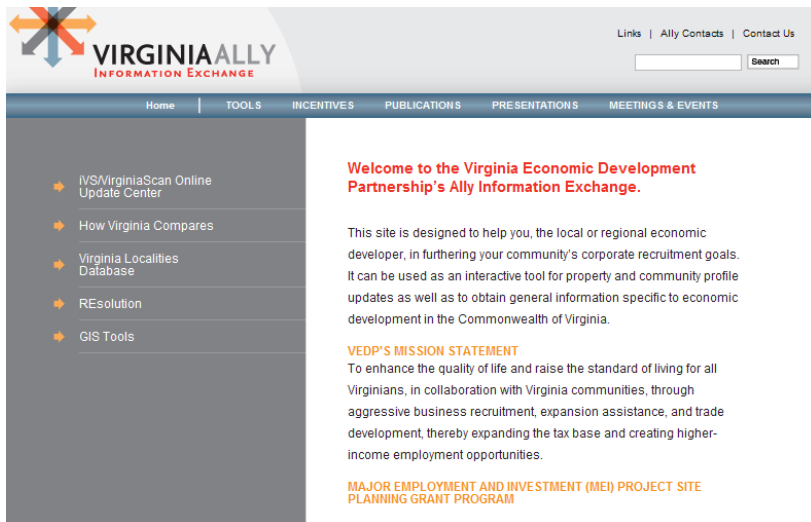 Links | Ally Contacts | Contact Us
VIRGINIAALLY
INFORMATION EXCHANGE
Search
Home | TOOLS INCENTIVES PUBLICATIONS PRESENTATIONS MEETINGS & EVENTS
iVS/VirginiaScan Online
Update Center
How Virginia Compares
Virginia Localities
Database
REsolution
GIS Tools
Welcome to the Virginia Economic Development
Partnership's Ally Information Exchange.
This site is designed to help you, the local or regional economic
developer, in furthering your community's corporate recruitment goals.
It can be used as an interactive tool for property and community profile
updates as well as to obtain general information specific to economic
development in the Commonwealth of Virginia.
VEDP'S MISSION STATEMENT
To enhance the quality of life and raise the standard of living for all
Virginians, in collaboration with Virginia communities, through
aggressive business recruitment, expansion assistance, and trade
development, thereby expanding the tax base and creating higher-
income employment opportunities.
MAJOR EMPLOYMENT AND INVESTMENT (MEI) PROJECT SITE
PLANNING GRANT PROGRAM